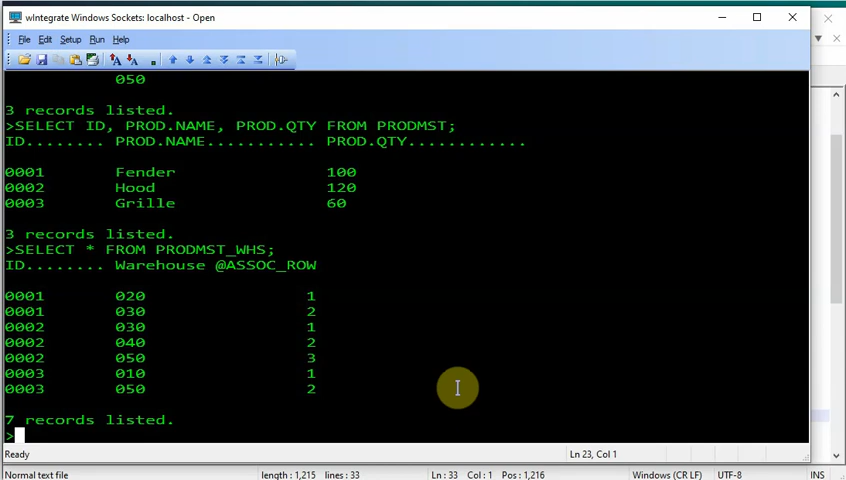 wIntegrate Windows Sockets: localhost - Open
File Edit Setup Run Help
050
3 records listed.
>SELECT ID, PROD.NAME, PROD.QTY FROM PRODMST;
ID........ PROD.NAME........... PROD.QTY............
0001 Fender 100
0002 Hood 120
0003 Grille 60
3 records listed.
>SELECT * FROM PRODMST_WHS;
ID........ Warehouse @ASSOC_ROW
0001 020 1
0001 030 2
0002 030 1
0002 040 2
0002 050 3
0003 010 1
0003 050 2
7 records listed.
>
Ready Ln 23, Col 1
Normal text file length : 1,215 lines : 33 Ln : 33 Col : 1 Pos : 1,216 Windows (CR LF) UTF-8 INS